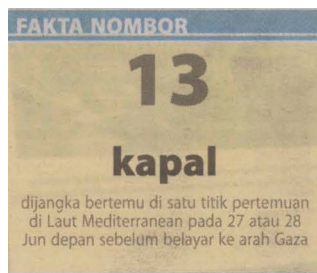 FAKTA NOMBOR
13
kapal
dijangka bertemu di satu titik pertemuan
di Laut Mediterranean pada 27 atau 28
Jun depan sebelum belayar ke arah Gaza